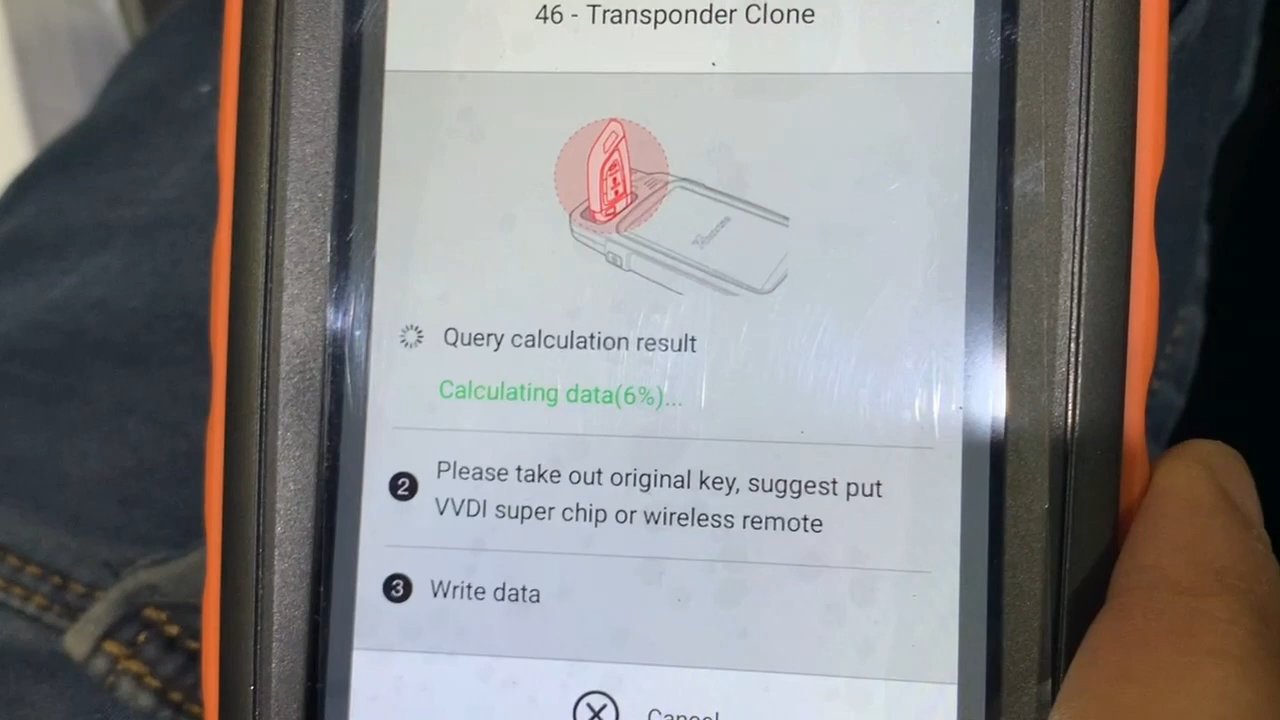 46 - Transponder Clone
Query calculation result
Calculating data(6%)...
2
Please take out original key, suggest put
VVDI super chip or wireless remote
3
Write data
Cancel